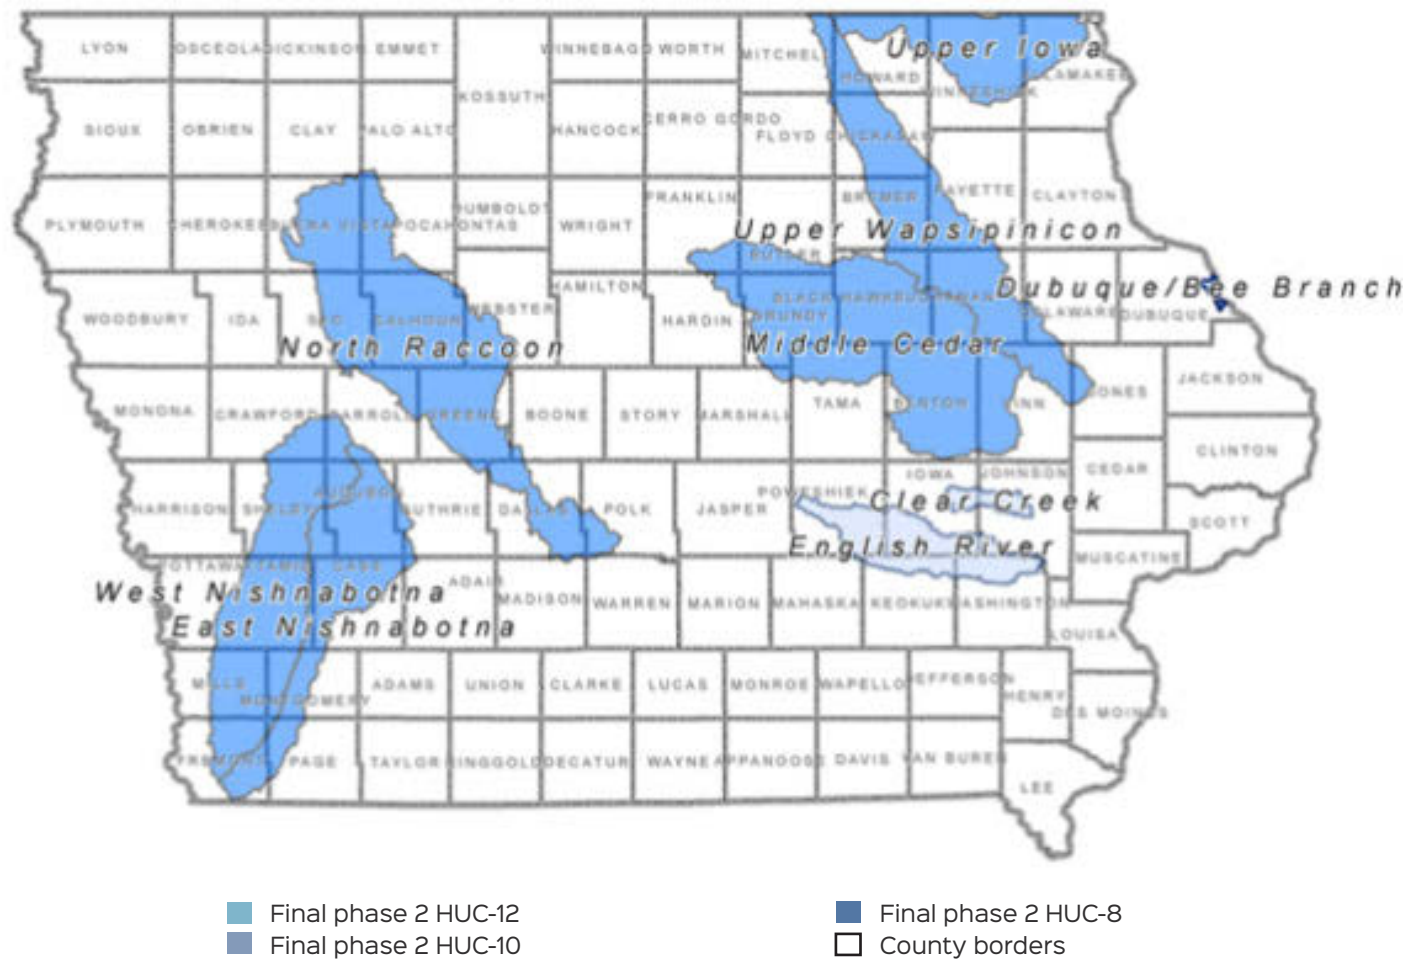 LYON
OSCEOLA
DICKINSON
EMMET
WINNEBAGO
WORTH
MITCHELL
Upper Iowa
HOWARD
WINNESHIEK
ALLAMAKEE
KOSSUTH
SIOUX
OBRIEN
CLAY
PALO ALTO
HANCOCK
CERRO GORDO
FLOYD
CHICKASAW
PLYMOUTH
CHEROKEE
BUENA VISTA
POCAHONTAS
HUMBOLDT
WRIGHT
FRANKLIN
BREMER
FAYETTE
CLAYTON
Upper Wapsipinicon
BUTLER
Dubuque/Bee Branch
WOODBURY
IDA
SAC
CALHOUN
WEBSTER
HAMILTON
HARDIN
GRUNDY
BLACK HAWK
BUCHANAN
DELAWARE
DUBUQUE
North Raccoon
Middle Cedar
MONONA
CRAWFORD
CARROLL
GREENE
BOONE
STORY
MARSHALL
TAMA
BENTON
LINN
JONES
JACKSON
CLINTON
HARRISON
SHELBY
AUDUBON
GUTHRIE
DALLAS
POLK
JASPER
POWESHIEK
IOWA
JOHNSON
CEDAR
SCOTT
Clear Creek
English River
MUSCATINE
POTTAWATTAMIE
CASS
ADAIR
MADISON
WARREN
MARION
MAHASKA
KEOKUK
WASHINGTON
LOUISA
West Nishnabotna
East Nishnabotna
MILLS
MONTGOMERY
ADAMS
UNION
CLARKE
LUCAS
MONROE
WAPELLO
JEFFERSON
HENRY
DES MOINES
FREMONT
PAGE
TAYLOR
RINGGOLD
DECATUR
WAYNE
APPANOOSE
DAVIS
VAN BUREN
LEE
Final phase 2 HUC-12
Final phase 2 HUC-8
Final phase 2 HUC-10
County borders